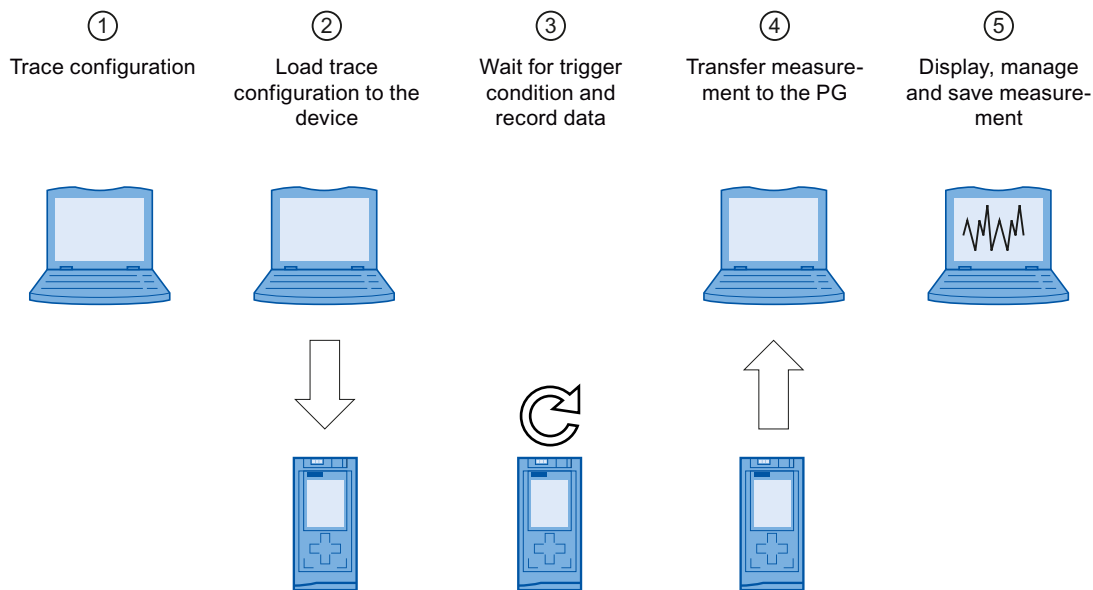 1
Trace configuration
2
Load trace
configuration to the
device
3
Wait for trigger
condition and
record data
4
Transfer measure-
ment to the PG
5
Display, manage
and save measure-
ment